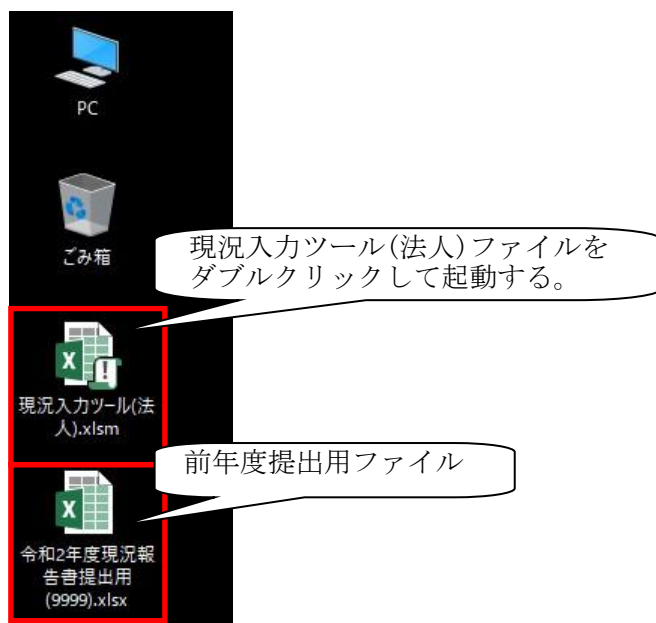 PC
ごみ箱
現況入力ツール(法人)ファイルを
ダブルクリックして起動する。
現況入力ツール(法
人).xlsm
前年度提出用ファイル
令和2年度現況報
告書提出用
(9999).xlsx